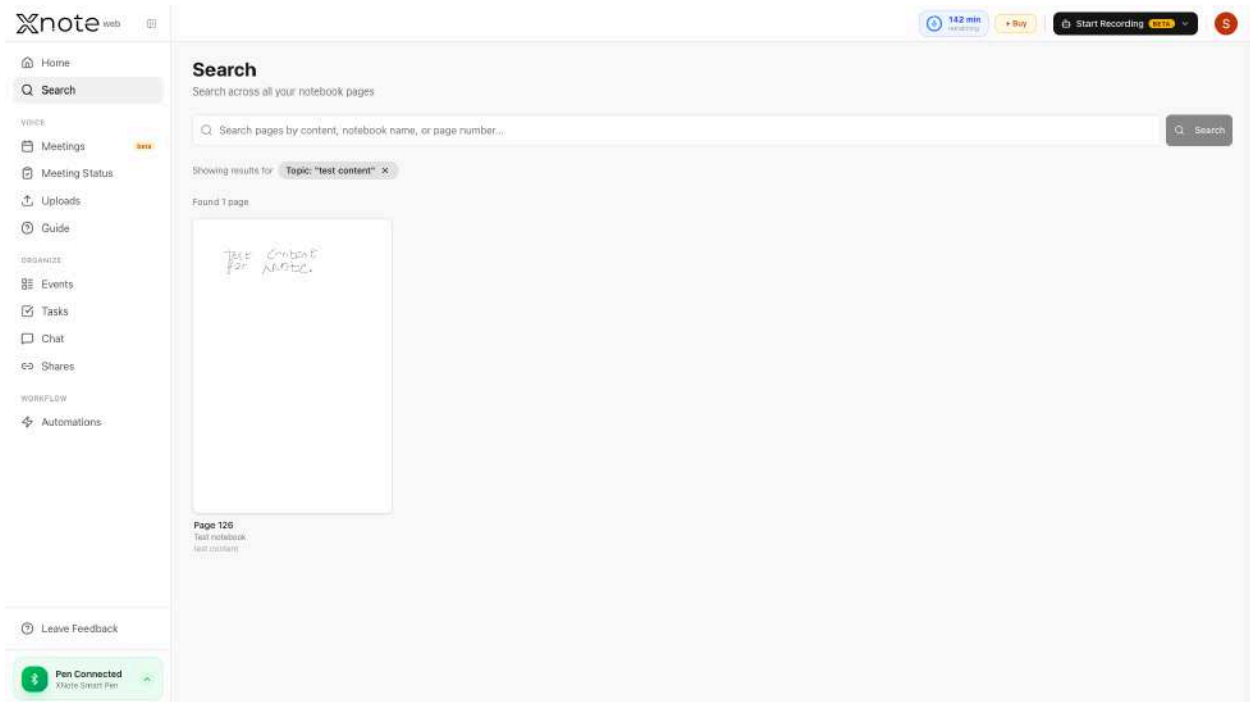 Xnote web
142 min
remaining
+ Buy
Start Recording BETA
S
Home
Search
VOICE
Meetings beta
Meeting Status
Uploads
Guide
ORGANIZE
Events
Tasks
Chat
Shares
WORKFLOW
Automations
Leave Feedback
Pen Connected
XNote Smart Pen
Search
Search across all your notebook pages
Search pages by content, notebook name, or page number...
Search
Showing results for Topic: "test content" ×
Found 1 page
Test Content
For Note.
Page 126
Test notebook
test content